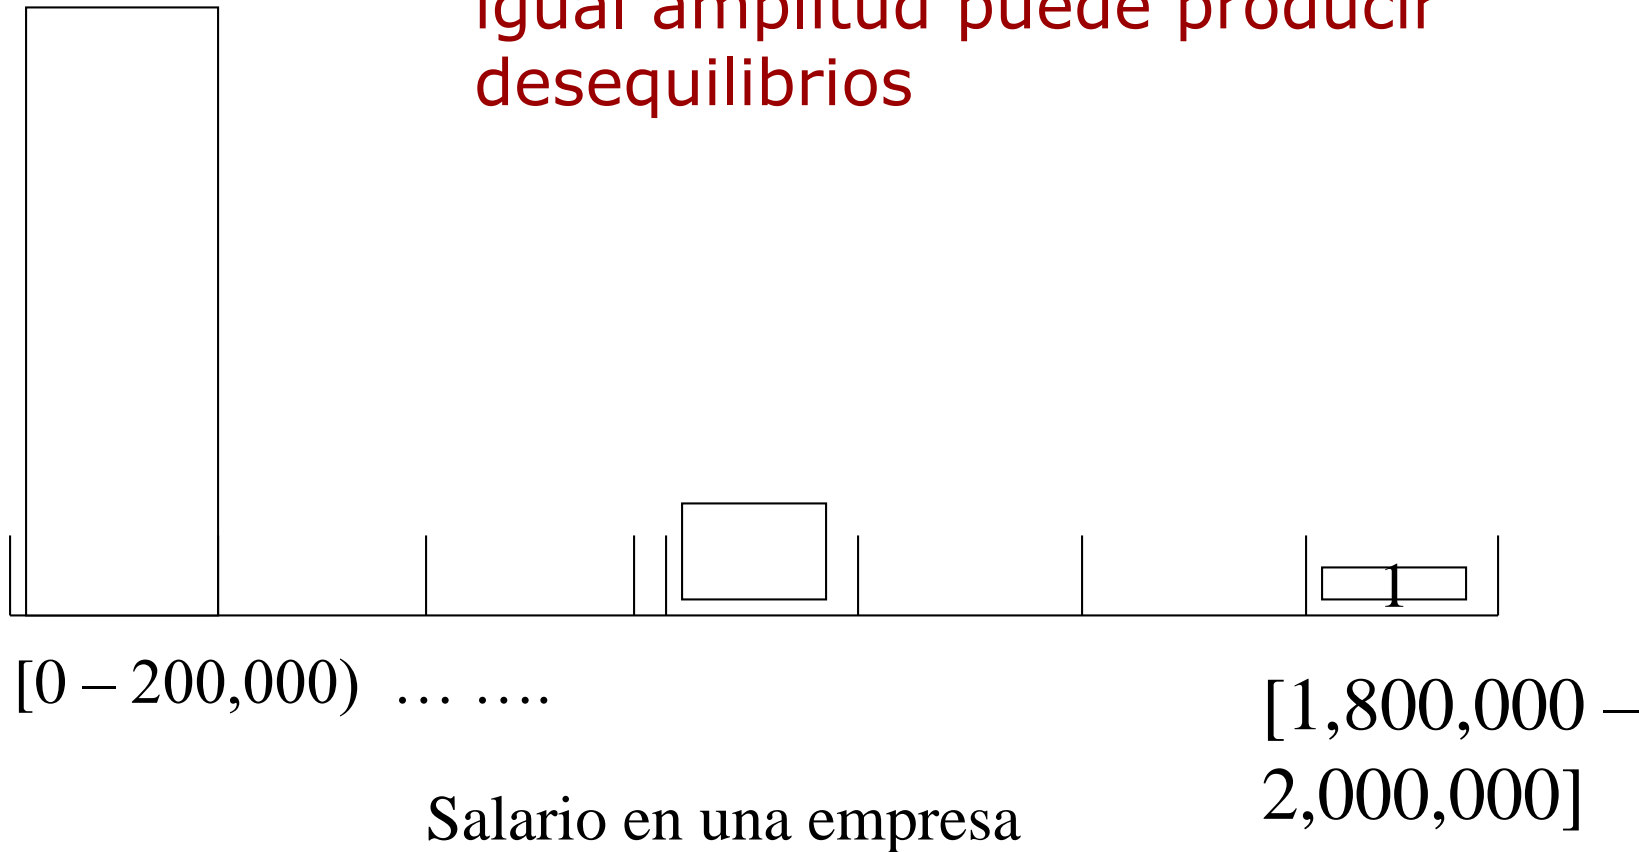 igual amplitud puede producir
desequilibrios
1
[0 – 200,000)  … ….
[1,800,000 –
2,000,000]
Salario en una empresa